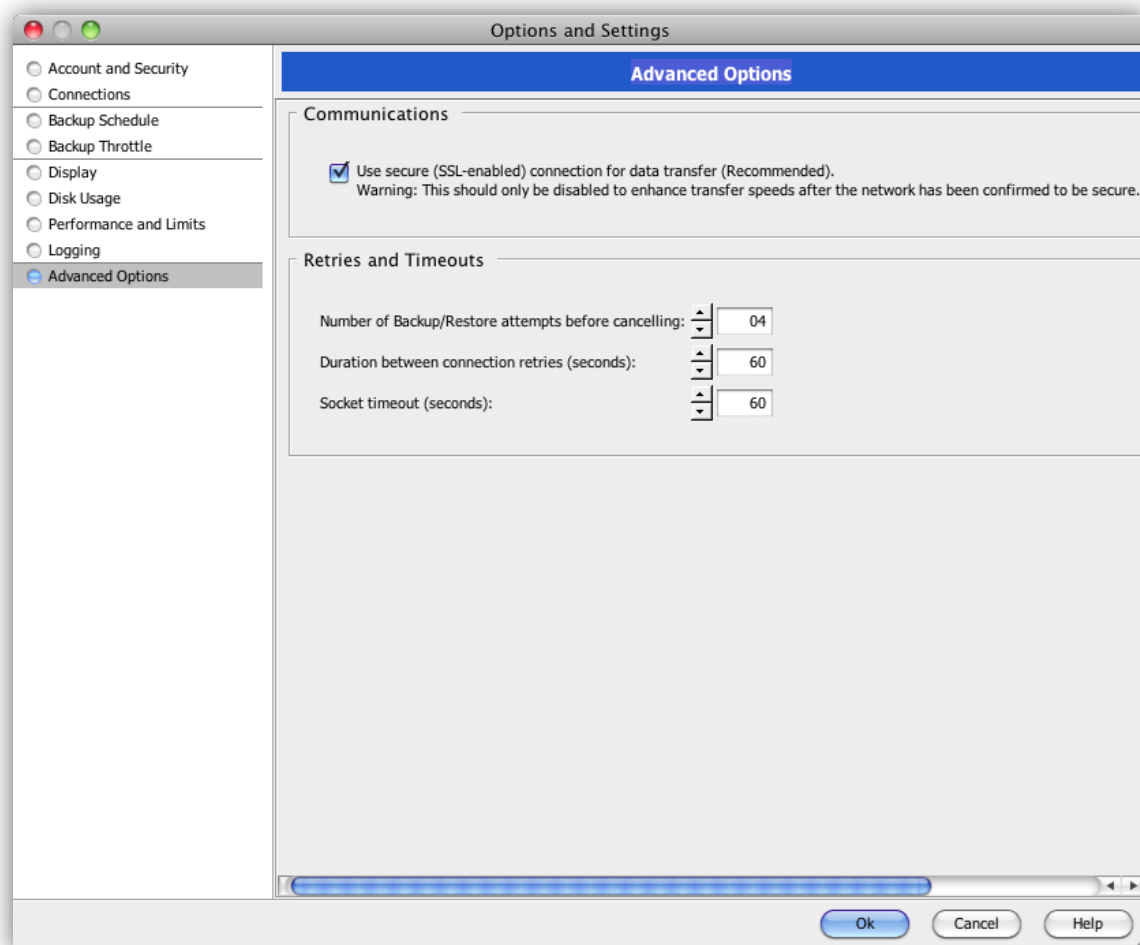 Options and Settings
Account and Security
Connections
Backup Schedule
Backup Throttle
Display
Disk Usage
Performance and Limits
Logging
Advanced Options
Advanced Options
Communications
Use secure (SSL-enabled) connection for data transfer (Recommended).
Warning: This should only be disabled to enhance transfer speeds after the network has been confirmed to be secure.
Retries and Timeouts
Number of Backup/Restore attempts before cancelling: 04
Duration between connection retries (seconds): 60
Socket timeout (seconds): 60
Ok Cancel Help